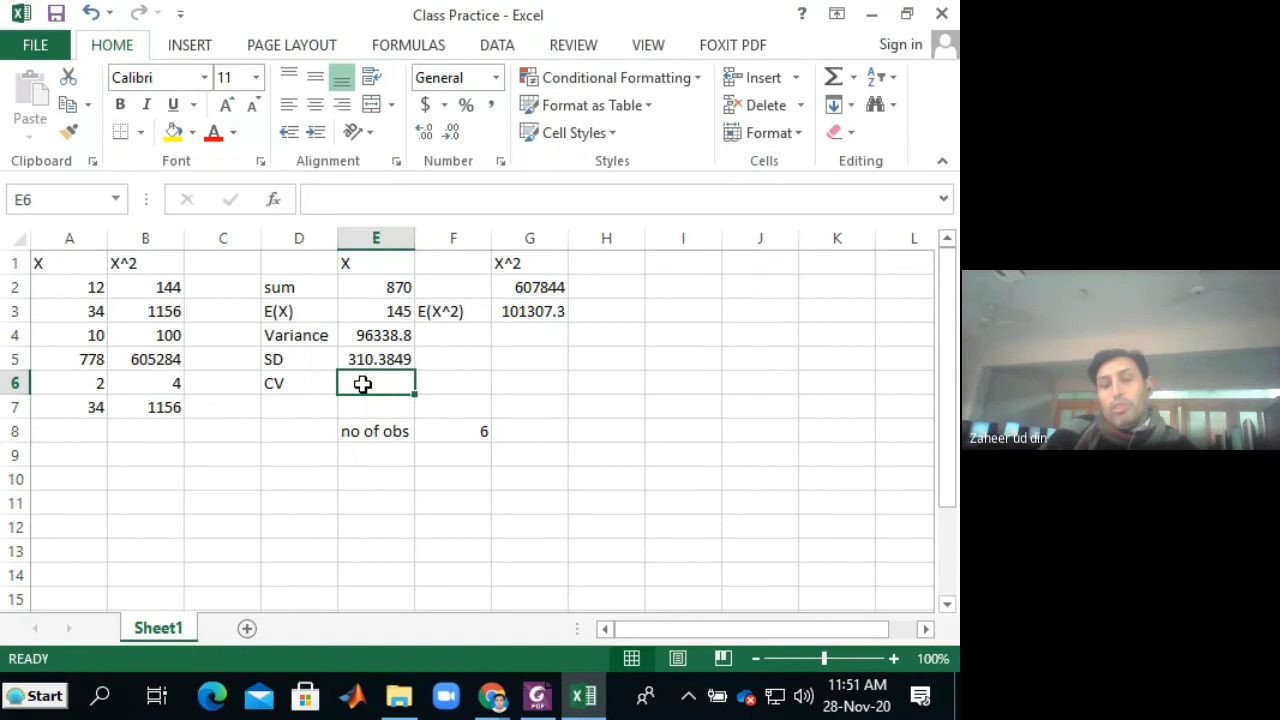 Class Practice - Excel
?
FILE HOME INSERT PAGE LAYOUT FORMULAS DATA REVIEW VIEW FOXIT PDF Sign in
Paste
Calibri 11
B I U A A
A
General
$ % ,
Conditional Formatting
Format as Table
Cell Styles
Insert
Delete
Format
Clipboard Font Alignment Number Styles Cells Editing
E6 fx
A B C D E F G H I J K L
1 X X^2 X X^2
2 12 144 sum 870 607844
3 34 1156 E(X) 145 E(X^2) 101307.3
4 10 100 Variance 96338.8
5 778 605284 SD 310.3849
6 2 4 CV
7 34 1156
8 no of obs 6
9
10
11
12
13
14
15
Sheet1
READY 100%
Start
11:51 AM
28-Nov-20
Zaheer ud din